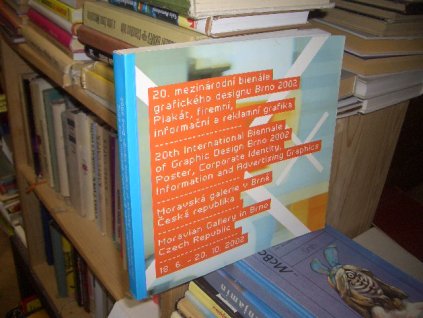 20. mezinárodní bienále
grafického designu Brno 2002
Plakát, firemní,
informační a reklamní grafika
20th International Biennale
of Graphic Design Brno 2002
Poster, Corporate Identity,
Information and Advertizing Graphics
Moravská galerie v Brně
Česká republika
Moravian Gallery in Brno
Czech Republic
18. 6. – 20. 10. 2002